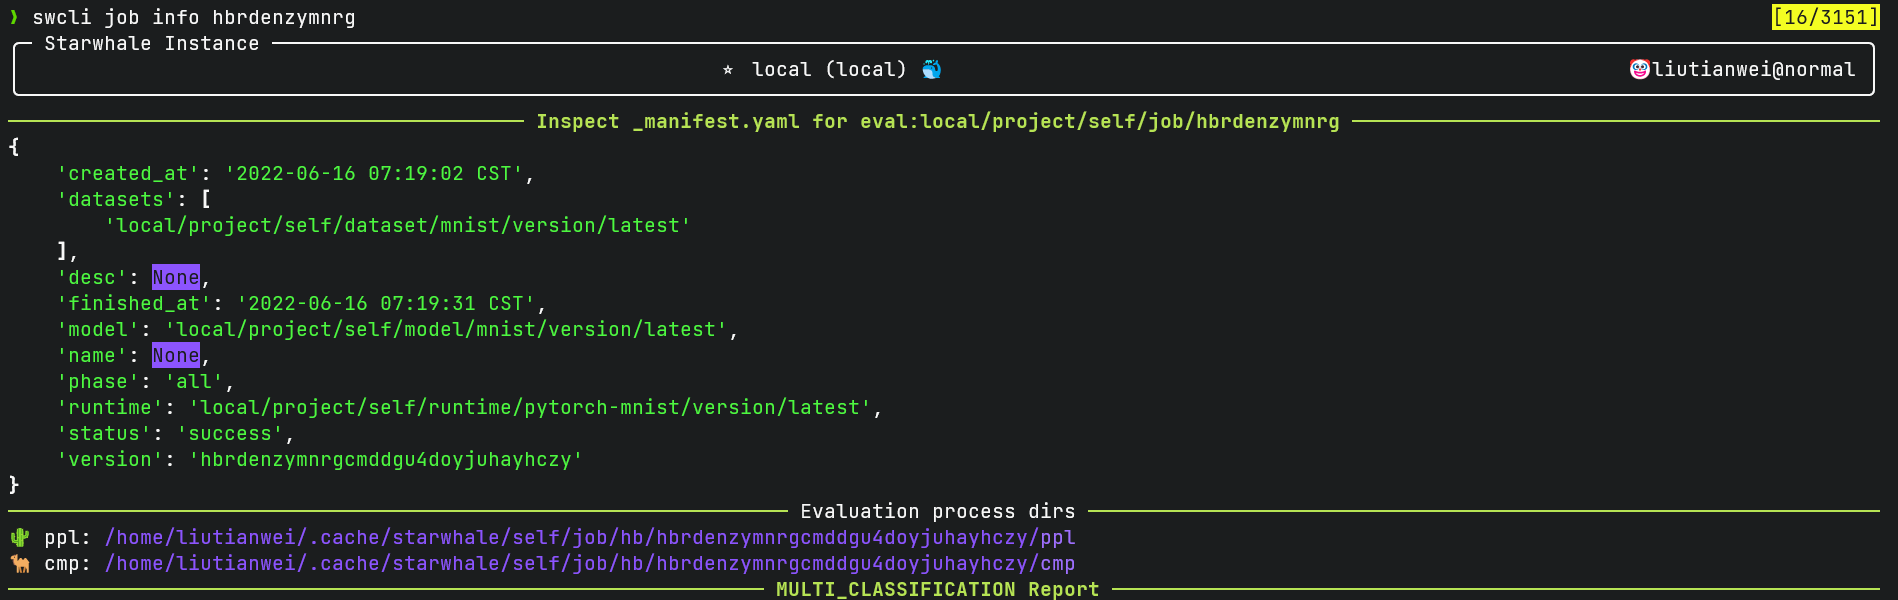 ❱ swcli job info hbrdenzymnrg [16/3151]
Starwhale Instance
⭐ local (local) 🐳 🤡liutianwei@normal
Inspect _manifest.yaml for eval:local/project/self/job/hbrdenzymnrg
{
    'created_at': '2022-06-16 07:19:02 CST',
    'datasets': [
        'local/project/self/dataset/mnist/version/latest'
    ],
    'desc': None,
    'finished_at': '2022-06-16 07:19:31 CST',
    'model': 'local/project/self/model/mnist/version/latest',
    'name': None,
    'phase': 'all',
    'runtime': 'local/project/self/runtime/pytorch-mnist/version/latest',
    'status': 'success',
    'version': 'hbrdenzymnrgcmddgu4doyjuhayhczy'
}
Evaluation process dirs
🌵 ppl: /home/liutianwei/.cache/starwhale/self/job/hb/hbrdenzymnrgcmddgu4doyjuhayhczy/ppl
🐫 cmp: /home/liutianwei/.cache/starwhale/self/job/hb/hbrdenzymnrgcmddgu4doyjuhayhczy/cmp
MULTI_CLASSIFICATION Report